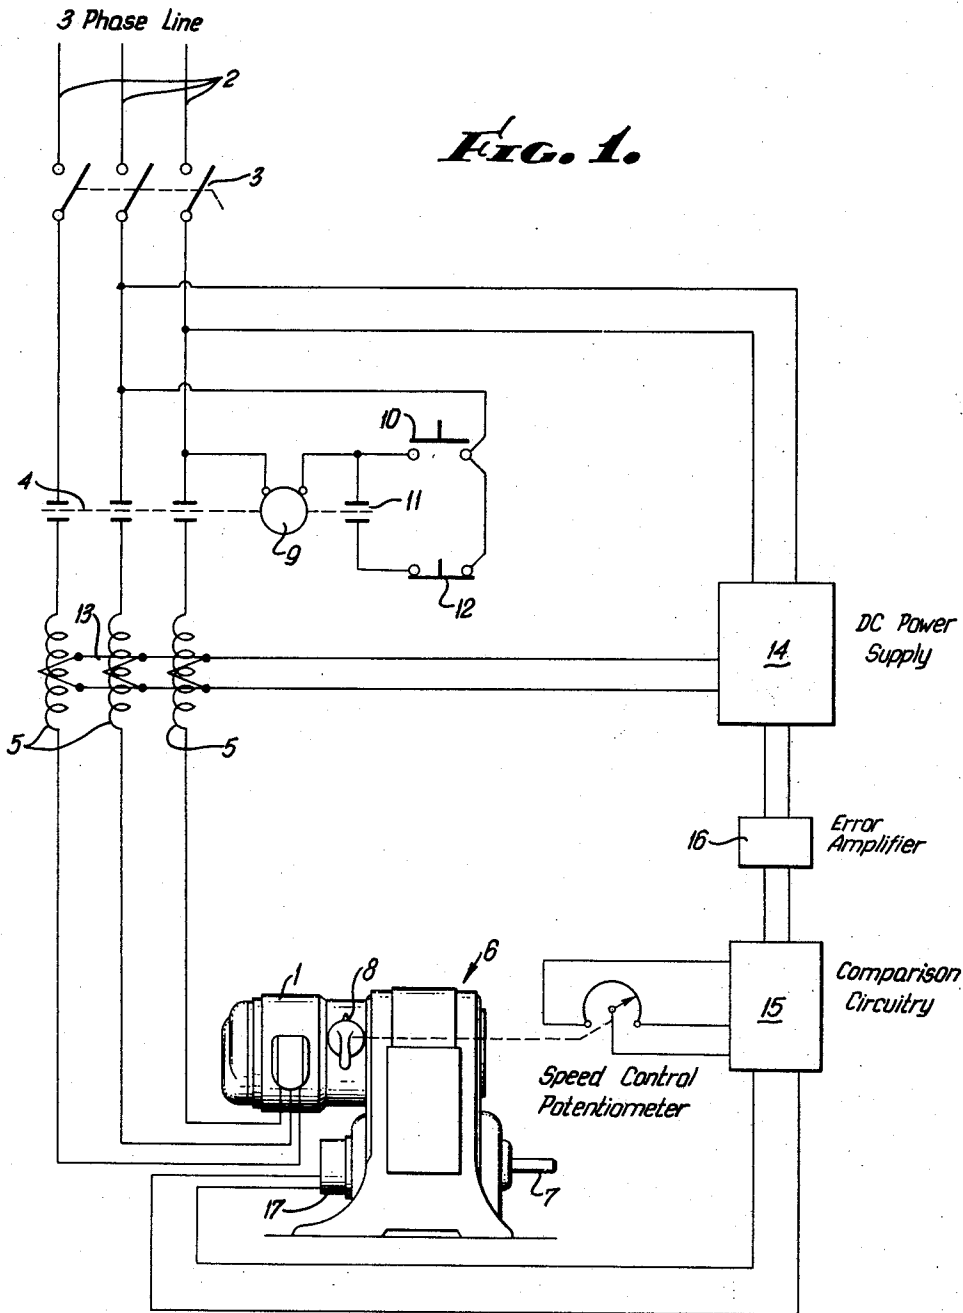 3 Phase Line
2
FIG. 1.
3
10
4
11
9
12
13
14
DC Power
Supply
5
5
16
Error
Amplifier
6
1
8
Comparison
Circuitry
15
Speed Control
Potentiometer
7
17